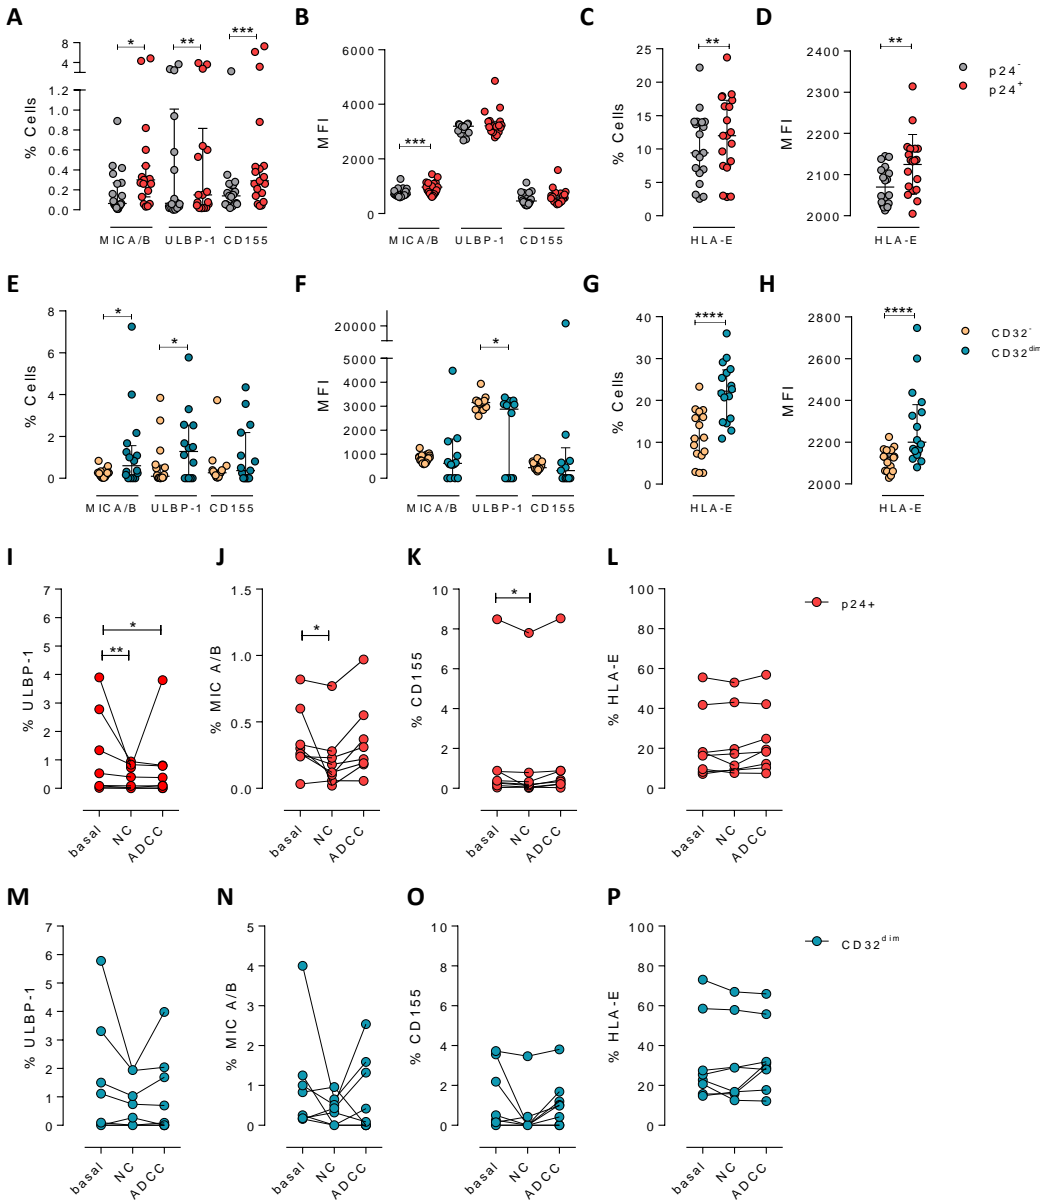 A
8
4
1.2
1.0
0.8
0.6
0.4
0.2
0.0
% Cells
*
**
***
MICA/B
ULBP-1
CD155
B
6000
4000
2000
0
MFI
***
MICA/B
ULBP-1
CD155
C
25
20
15
10
5
0
% Cells
**
HLA-E
D
2400
2300
2200
2100
2000
MFI
**
HLA-E
p24-
p24+
E
8
6
4
2
0
% Cells
*
*
MICA/B
ULBP-1
CD155
F
20000
5000
4000
3000
2000
1000
0
MFI
*
MICA/B
ULBP-1
CD155
G
40
30
20
10
0
% Cells
****
HLA-E
H
2800
2600
2400
2200
2000
MFI
****
HLA-E
CD32-
CD32dim
I
7
6
5
4
3
2
1
0
% ULBP-1
*
**
basal
NC
ADCC
J
1.5
1.0
0.5
0.0
% MIC A/B
*
basal
NC
ADCC
K
10
8
6
4
2
0
% CD155
*
basal
NC
ADCC
L
100
80
60
40
20
0
% HLA-E
basal
NC
ADCC
p24+
M
7
6
5
4
3
2
1
0
% ULBP-1
basal
NC
ADCC
N
5
4
3
2
1
0
% MIC A/B
basal
NC
ADCC
O
10
8
6
4
2
0
% CD155
basal
NC
ADCC
P
100
80
60
40
20
0
% HLA-E
basal
NC
ADCC
CD32dim